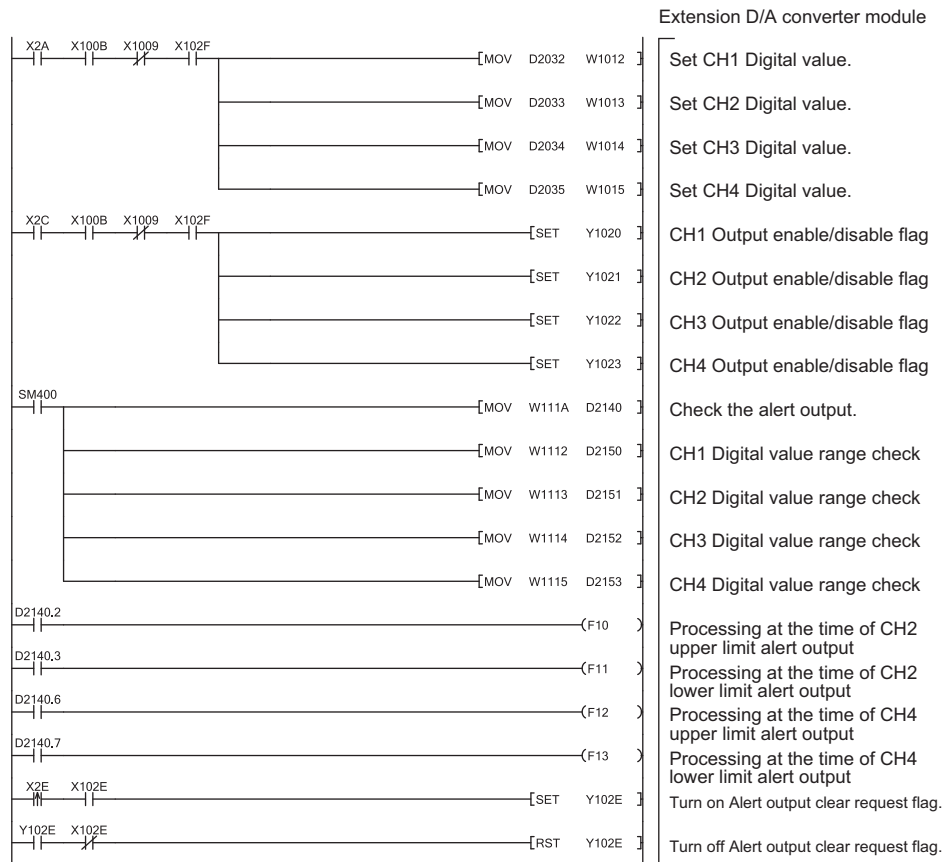 Extension D/A converter module
X2A X100B X1009 X102F
MOV D2032 W1012 Set CH1 Digital value.
MOV D2033 W1013 Set CH2 Digital value.
MOV D2034 W1014 Set CH3 Digital value.
MOV D2035 W1015 Set CH4 Digital value.
X2C X100B X1009 X102F
SET Y1020 CH1 Output enable/disable flag
SET Y1021 CH2 Output enable/disable flag
SET Y1022 CH3 Output enable/disable flag
SET Y1023 CH4 Output enable/disable flag
SM400
MOV W111A D2140 Check the alert output.
MOV W1112 D2150 CH1 Digital value range check
MOV W1113 D2151 CH2 Digital value range check
MOV W1114 D2152 CH3 Digital value range check
MOV W1115 D2153 CH4 Digital value range check
D2140.2
F10 Processing at the time of CH2
upper limit alert output
D2140.3
F11 Processing at the time of CH2
lower limit alert output
D2140.6
F12 Processing at the time of CH4
upper limit alert output
D2140.7
F13 Processing at the time of CH4
lower limit alert output
X2E X102E
SET Y102E Turn on Alert output clear request flag.
Y102E X102E
RST Y102E Turn off Alert output clear request flag.